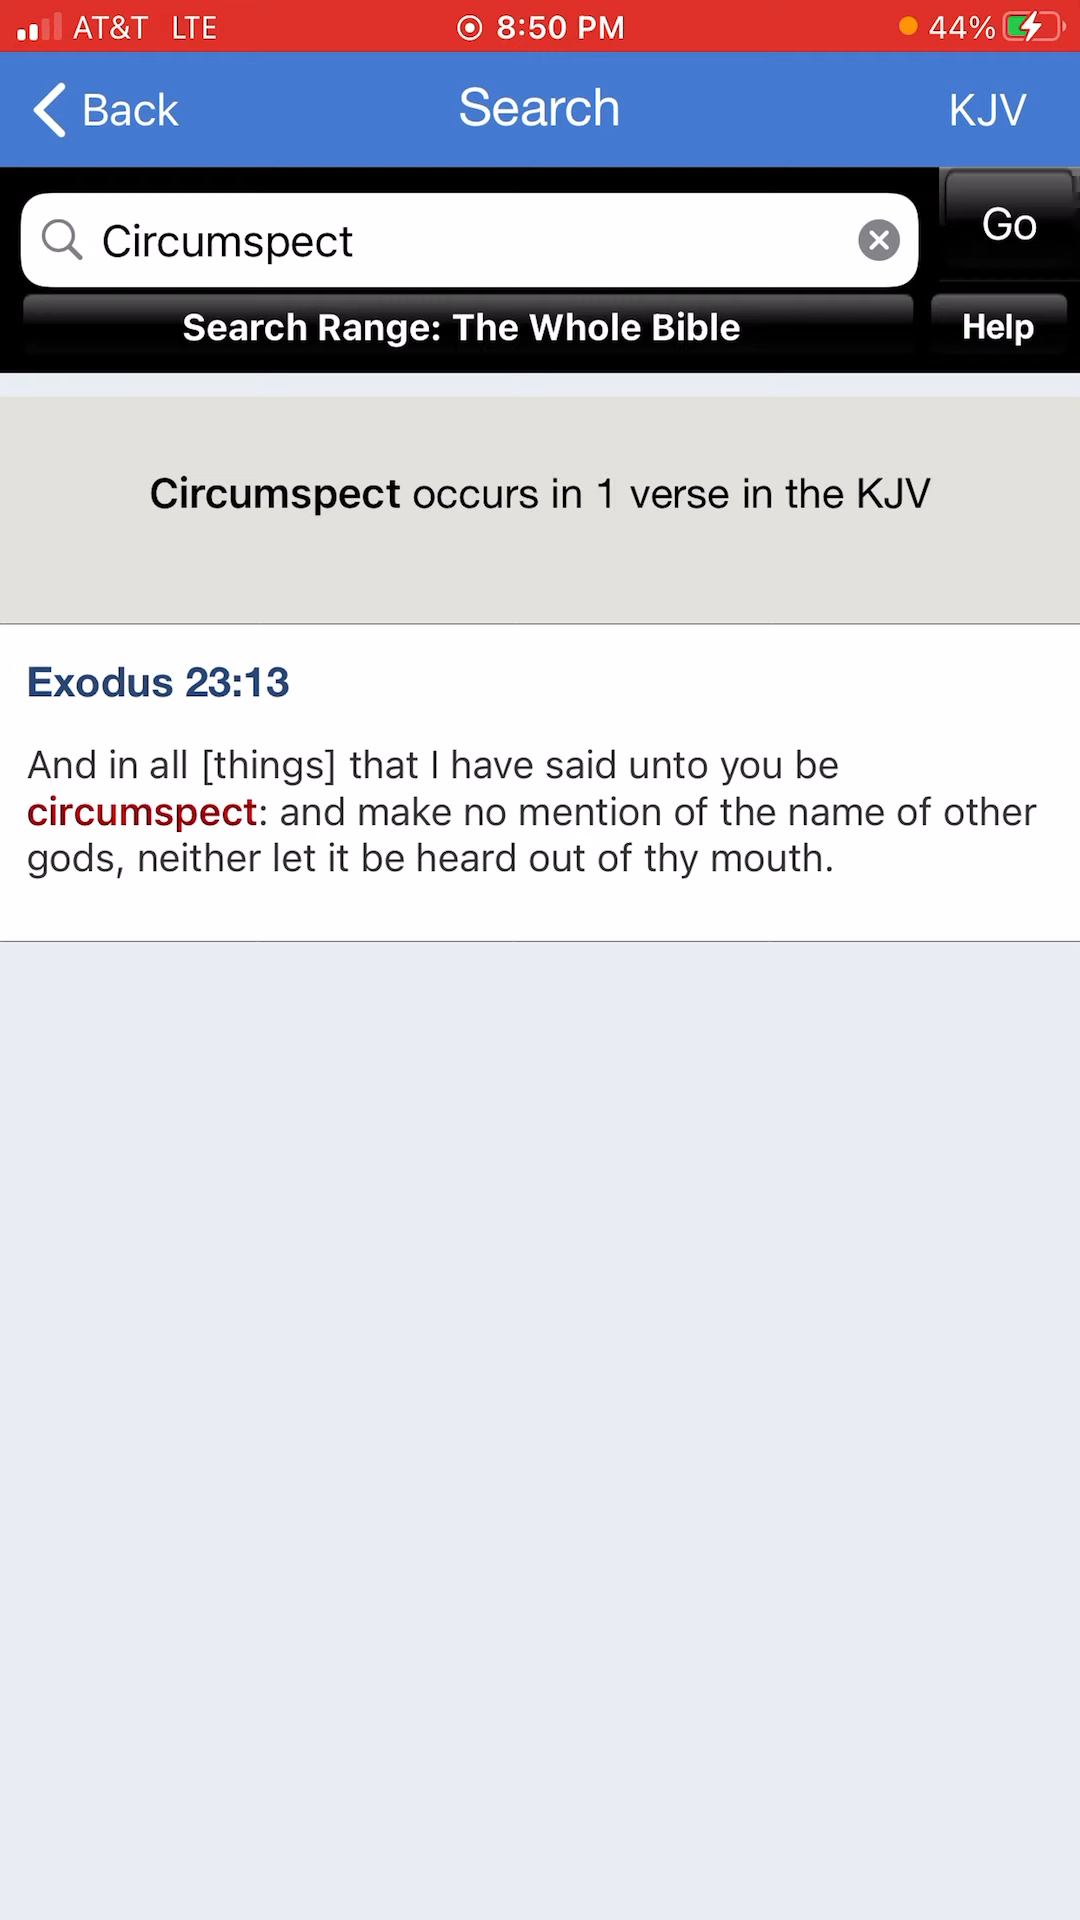 AT&T LTE 8:50 PM 44%
Back Search KJV
Circumspect Go
Search Range: The Whole Bible Help
Circumspect occurs in 1 verse in the KJV
Exodus 23:13
And in all [things] that I have said unto you be
circumspect: and make no mention of the name of other
gods, neither let it be heard out of thy mouth.